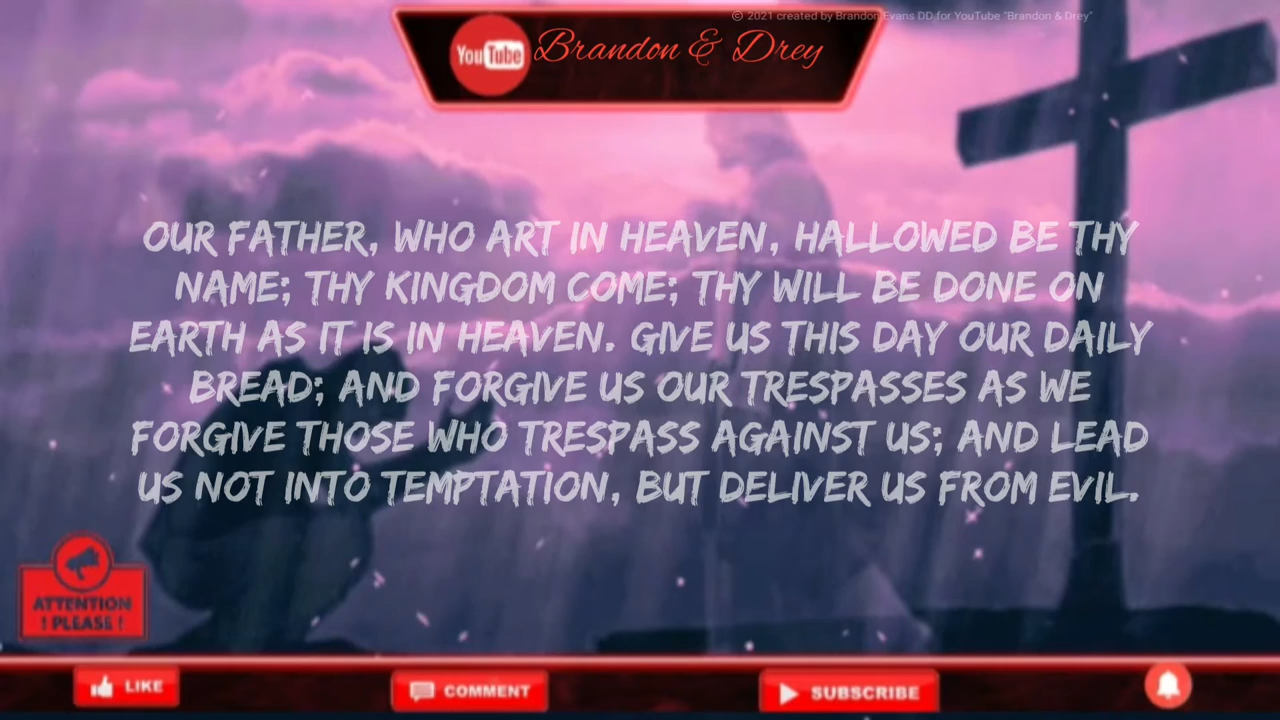 © 2021 created by Brandon Evans DD for YouTube "Brandon & Drey"
YouTube Brandon & Drey
OUR FATHER, WHO ART IN HEAVEN, HALLOWED BE THY
NAME; THY KINGDOM COME; THY WILL BE DONE ON
EARTH AS IT IS IN HEAVEN. GIVE US THIS DAY OUR DAILY
BREAD; AND FORGIVE US OUR TRESPASSES AS WE
FORGIVE THOSE WHO TRESPASS AGAINST US; AND LEAD
US NOT INTO TEMPTATION, BUT DELIVER US FROM EVIL.
ATTENTION
! PLEASE !
LIKE
COMMENT
SUBSCRIBE